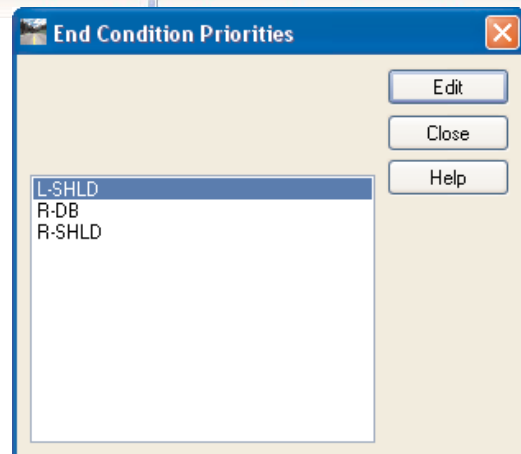 End Condition Priorities
Edit
Close
Help
L-SHLD
R-DB
R-SHLD